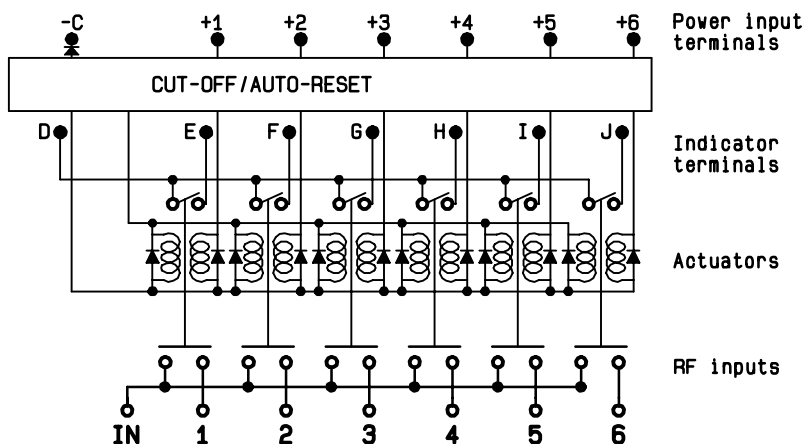 -C +1 +2 +3 +4 +5 +6 Power input
terminals
CUT-OFF/AUTO-RESET
D E F G H I J
Indicator
terminals
Actuators
RF inputs
IN 1 2 3 4 5 6